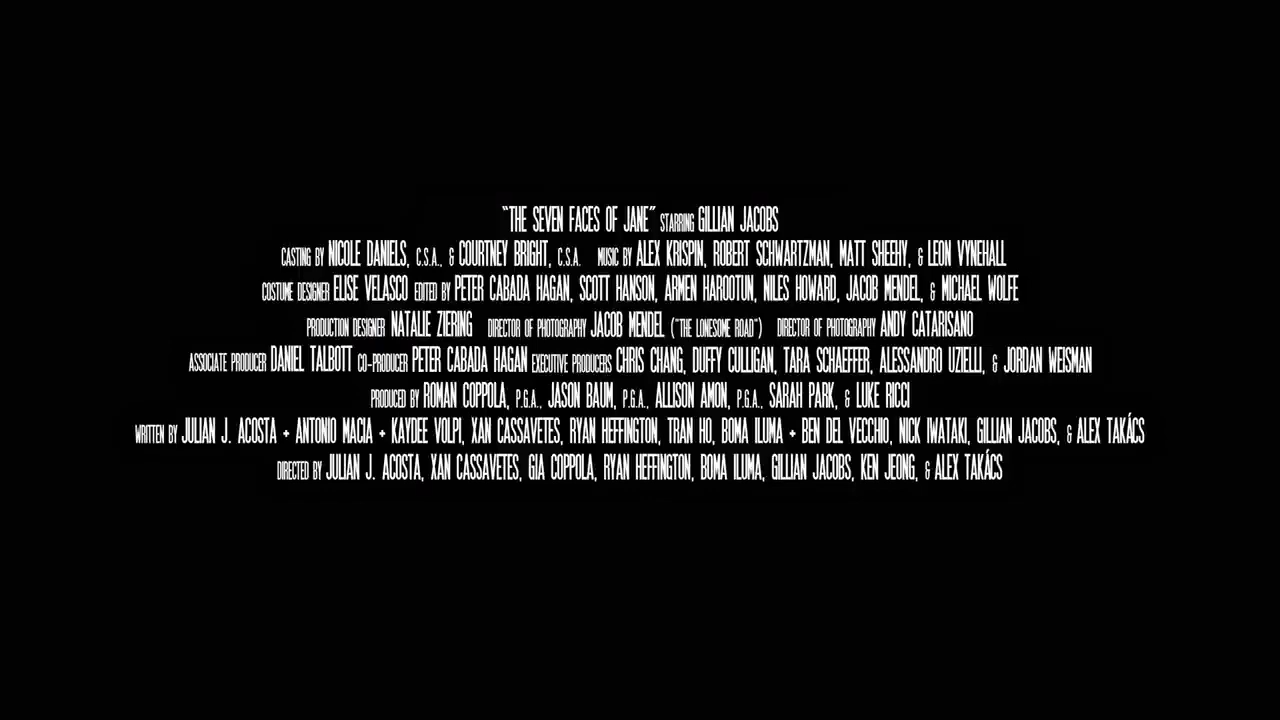 "THE SEVEN FACES OF JANE" STARRING GILLIAN JACOBS
CASTING BY NICOLE DANIELS, C.S.A., & COURTNEY BRIGHT, C.S.A. MUSIC BY ALEX KRISPIN, ROBERT SCHWARTZMAN, MATT SHEEHY, & LEON VYNEHALL
COSTUME DESIGNER ELISE VELASCO EDITED BY PETER CABADA HAGAN, SCOTT HANSON, ARMEN HAROOTUN, NILES HOWARD, JACOB MENDEL, & MICHAEL WOLFE
PRODUCTION DESIGNER NATALIE ZIERING DIRECTOR OF PHOTOGRAPHY JACOB MENDEL ("THE LONESOME ROAD") DIRECTOR OF PHOTOGRAPHY ANDY CATARISANO
ASSOCIATE PRODUCER DANIEL TALBOTT CO-PRODUCER PETER CABADA HAGAN EXECUTIVE PRODUCERS CHRIS CHANG, DUFFY CULLIGAN, TARA SCHAEFFER, ALESSANDRO UZIELLI, & JORDAN WEISMAN
PRODUCED BY ROMAN COPPOLA, P.G.A., JASON BAUM, P.G.A., ALLISON AMON, P.G.A., SARAH PARK, & LUKE RICCI
WRITTEN BY JULIAN J. ACOSTA + ANTONIO MACIA + KAYDEE VOLPI, XAN CASSAVETES, RYAN HEFFINGTON, TRAN HO, BOMA ILUMA + BEN DEL VECCHIO, NICK IWATAKI, GILLIAN JACOBS, & ALEX TAKÁCS
DIRECTED BY JULIAN J. ACOSTA, XAN CASSAVETES, GIA COPPOLA, RYAN HEFFINGTON, BOMA ILUMA, GILLIAN JACOBS, KEN JEONG, & ALEX TAKÁCS